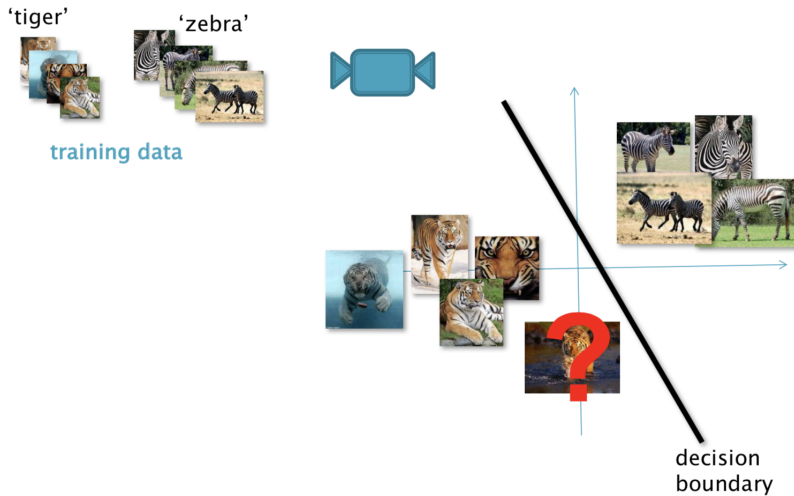 ‘tiger’
‘zebra’
training data
?
decision
boundary